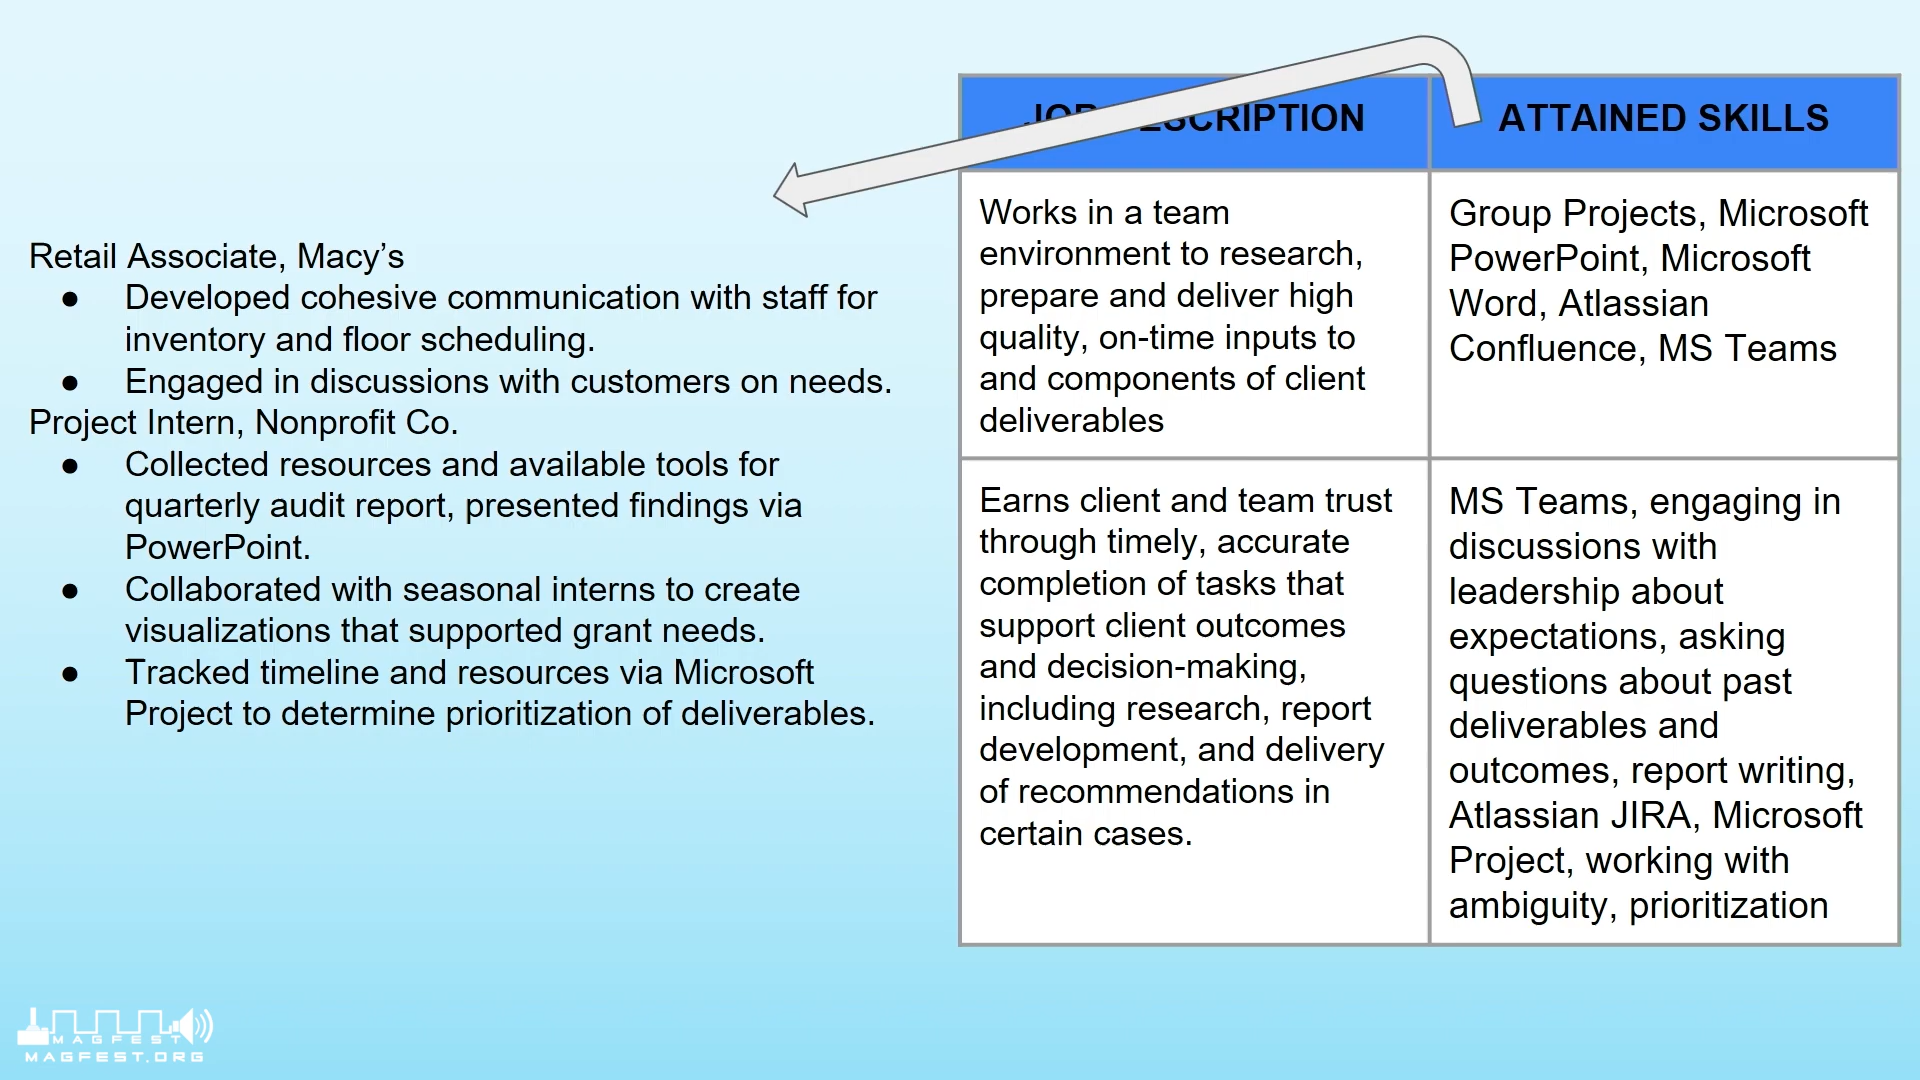 Retail Associate, Macy’s
● Developed cohesive communication with staff for
inventory and floor scheduling.
● Engaged in discussions with customers on needs.
Project Intern, Nonprofit Co.
● Collected resources and available tools for
quarterly audit report, presented findings via
PowerPoint.
● Collaborated with seasonal interns to create
visualizations that supported grant needs.
● Tracked timeline and resources via Microsoft
Project to determine prioritization of deliverables.
JOB DESCRIPTION
Works in a team
environment to research,
prepare and deliver high
quality, on-time inputs to
and components of client
deliverables
Earns client and team trust
through timely, accurate
completion of tasks that
support client outcomes
and decision-making,
including research, report
development, and delivery
of recommendations in
certain cases.
ATTAINED SKILLS
Group Projects, Microsoft
PowerPoint, Microsoft
Word, Atlassian
Confluence, MS Teams
MS Teams, engaging in
discussions with
leadership about
expectations, asking
questions about past
deliverables and
outcomes, report writing,
Atlassian JIRA, Microsoft
Project, working with
ambiguity, prioritization
MAGFEST
MAGFEST.ORG